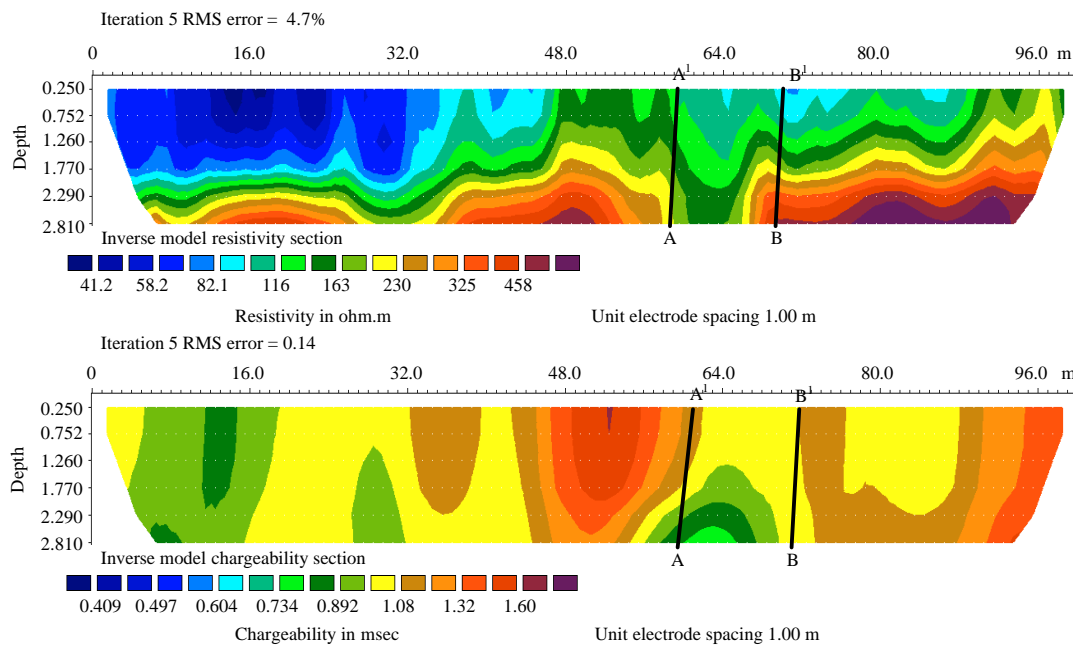 Iteration 5 RMS error = 4.7%
0 16.0 32.0 48.0 64.0 80.0 96.0 m
A¹ B¹
Depth
0.250
0.752
1.260
1.770
2.290
2.810
A B
Inverse model resistivity section
41.2 58.2 82.1 116 163 230 325 458
Resistivity in ohm.m Unit electrode spacing 1.00 m
Iteration 5 RMS error = 0.14
0 16.0 32.0 48.0 64.0 80.0 96.0 m
A' B
Depth
0.250
0.752
1.260
1.770
2.290
2.810
A B
Inverse model chargeability section
0.409 0.497 0.604 0.734 0.892 1.08 1.32 1.60
Chargeability in msec Unit electrode spacing 1.00 m